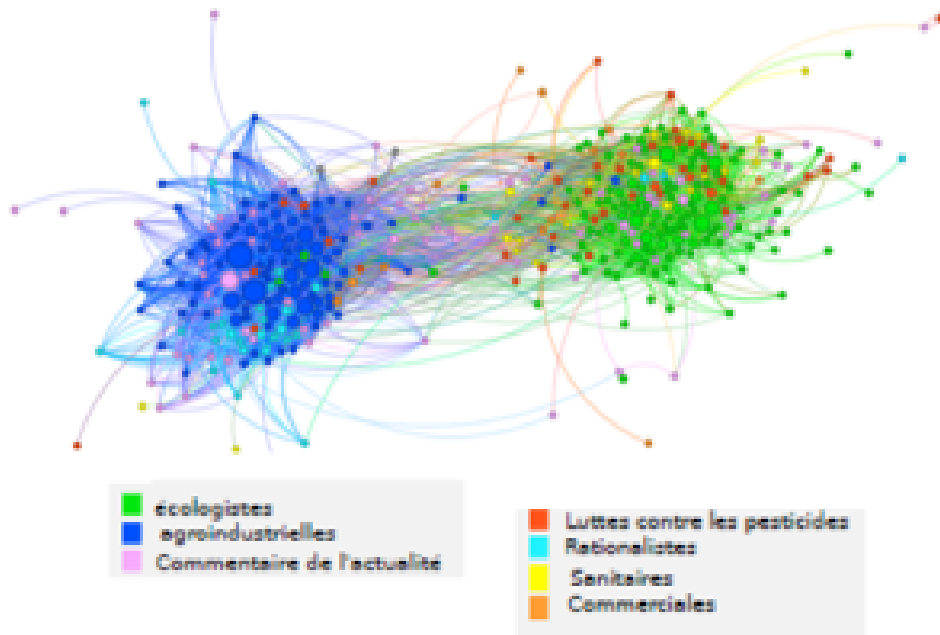 écologistes
agroindustrielles
Commentaire de l'actualité
Luttes contre les pesticides
Rationalistes
Sanitaires
Commerciales